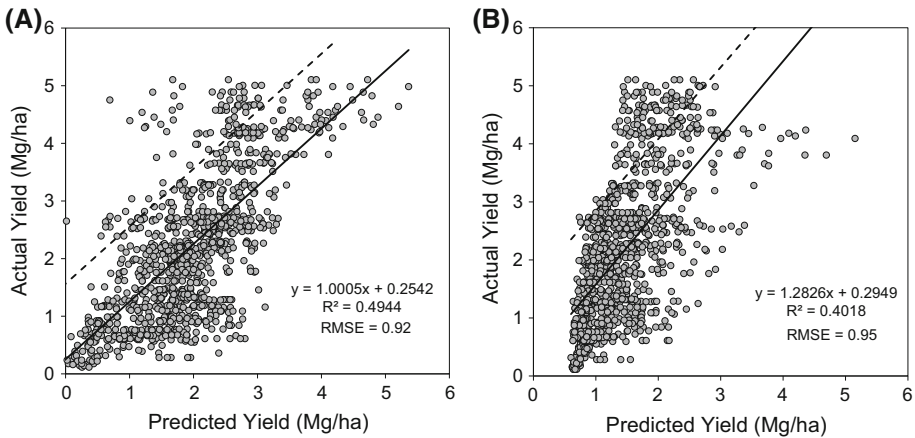 (A)
6
5
4
3
2
1
0
Actual Yield (Mg/ha)
y = 1.0005x + 0.2542
R² = 0.4944
RMSE = 0.92
0 1 2 3 4 5 6
Predicted Yield (Mg/ha)
(B)
6
5
4
3
2
1
0
Actual Yield (Mg/ha)
y = 1.2826x + 0.2949
R² = 0.4018
RMSE = 0.95
0 1 2 3 4 5 6
Predicted Yield (Mg/ha)